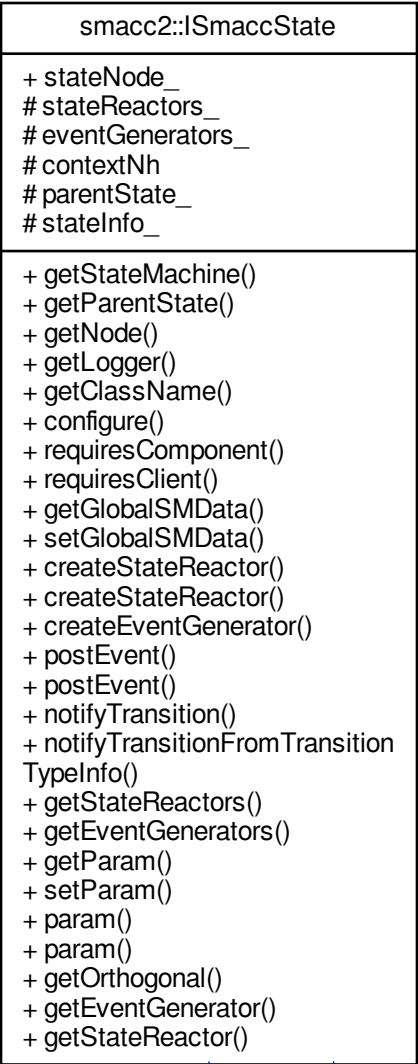 smacc2::ISmaccState
+ stateNode_
# stateReactors_
# eventGenerators_
# contextNh
# parentState_
# stateInfo_
+ getStateMachine()
+ getParentState()
+ getNode()
+ getLogger()
+ getClassName()
+ configure()
+ requiresComponent()
+ requiresClient()
+ getGlobalSMData()
+ setGlobalSMData()
+ createStateReactor()
+ createStateReactor()
+ createEventGenerator()
+ postEvent()
+ postEvent()
+ notifyTransition()
+ notifyTransitionFromTransition
TypeInfo()
+ getStateReactors()
+ getEventGenerators()
+ getParam()
+ setParam()
+ param()
+ param()
+ getOrthogonal()
+ getEventGenerator()
+ getStateReactor()